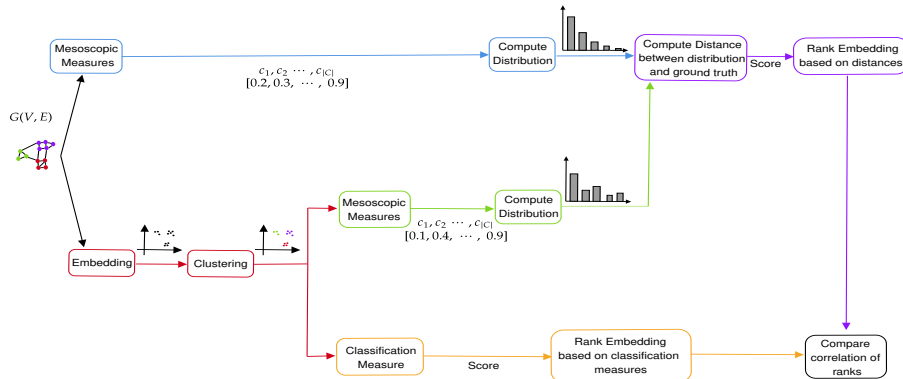 Mesoscopic
Measures
c₁, c₂ ⋯ , c|C|
[0.2, 0.3, ⋯ , 0.9]
Compute
Distribution
Compute Distance
between distribution
and ground truth
Score
Rank Embedding
based on distances
G(V, E)
Mesoscopic
Measures
c₁, c₂ ⋯ , c|C|
[0.1, 0.4, ⋯ , 0.9]
Compute
Distribution
Embedding
Clustering
Classification
Measure
Score
Rank Embedding
based on classification
measures
Compare
correlation of
ranks